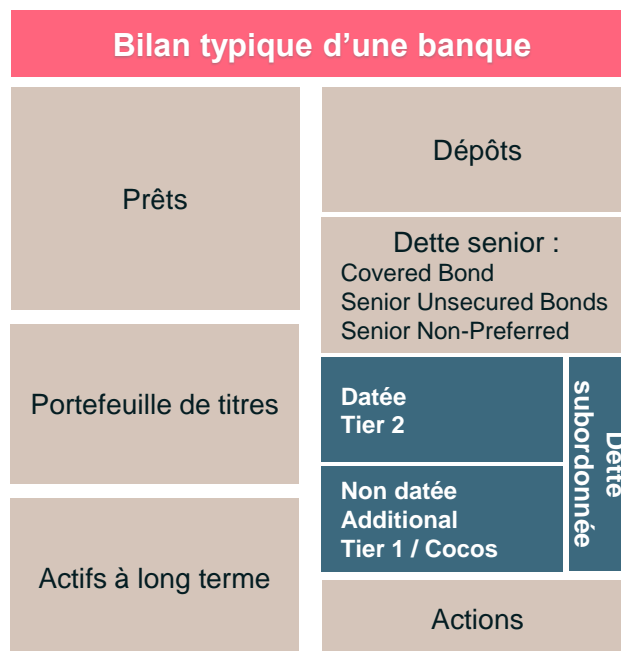 Bilan typique d’une banque
Prêts
Portefeuille de titres
Actifs à long terme
Dépôts
Dette senior :
Covered Bond
Senior Unsecured Bonds
Senior Non-Preferred
Datée
Tier 2
Non datée
Additional
Tier 1 / Cocos
Dette
subordonnée
Actions